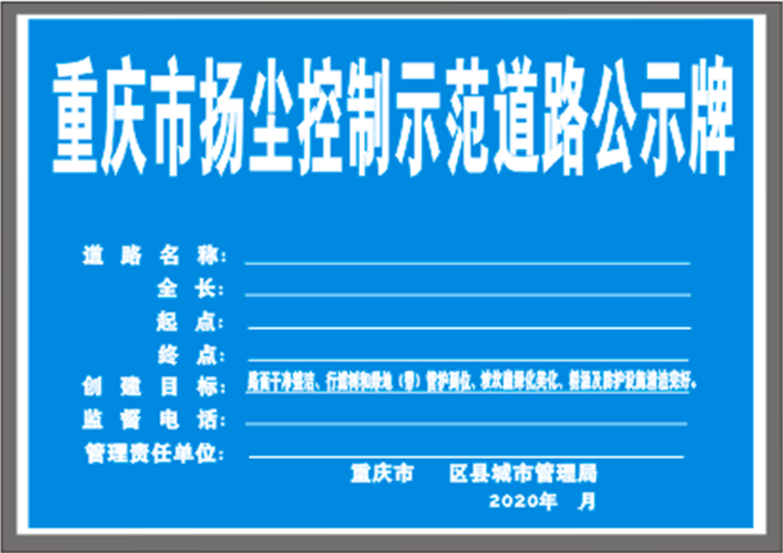 重庆市扬尘控制示范道路公示牌
道路名称:
全长:
起点:
终点:
创建目标: 路面干净整洁、行道树和绿地(带)管护到位、坡坎崖绿化美化、挡护及防护设施清洁完好。
监督电话:
管理责任单位:
重庆市 区县城市管理局
2020年 月